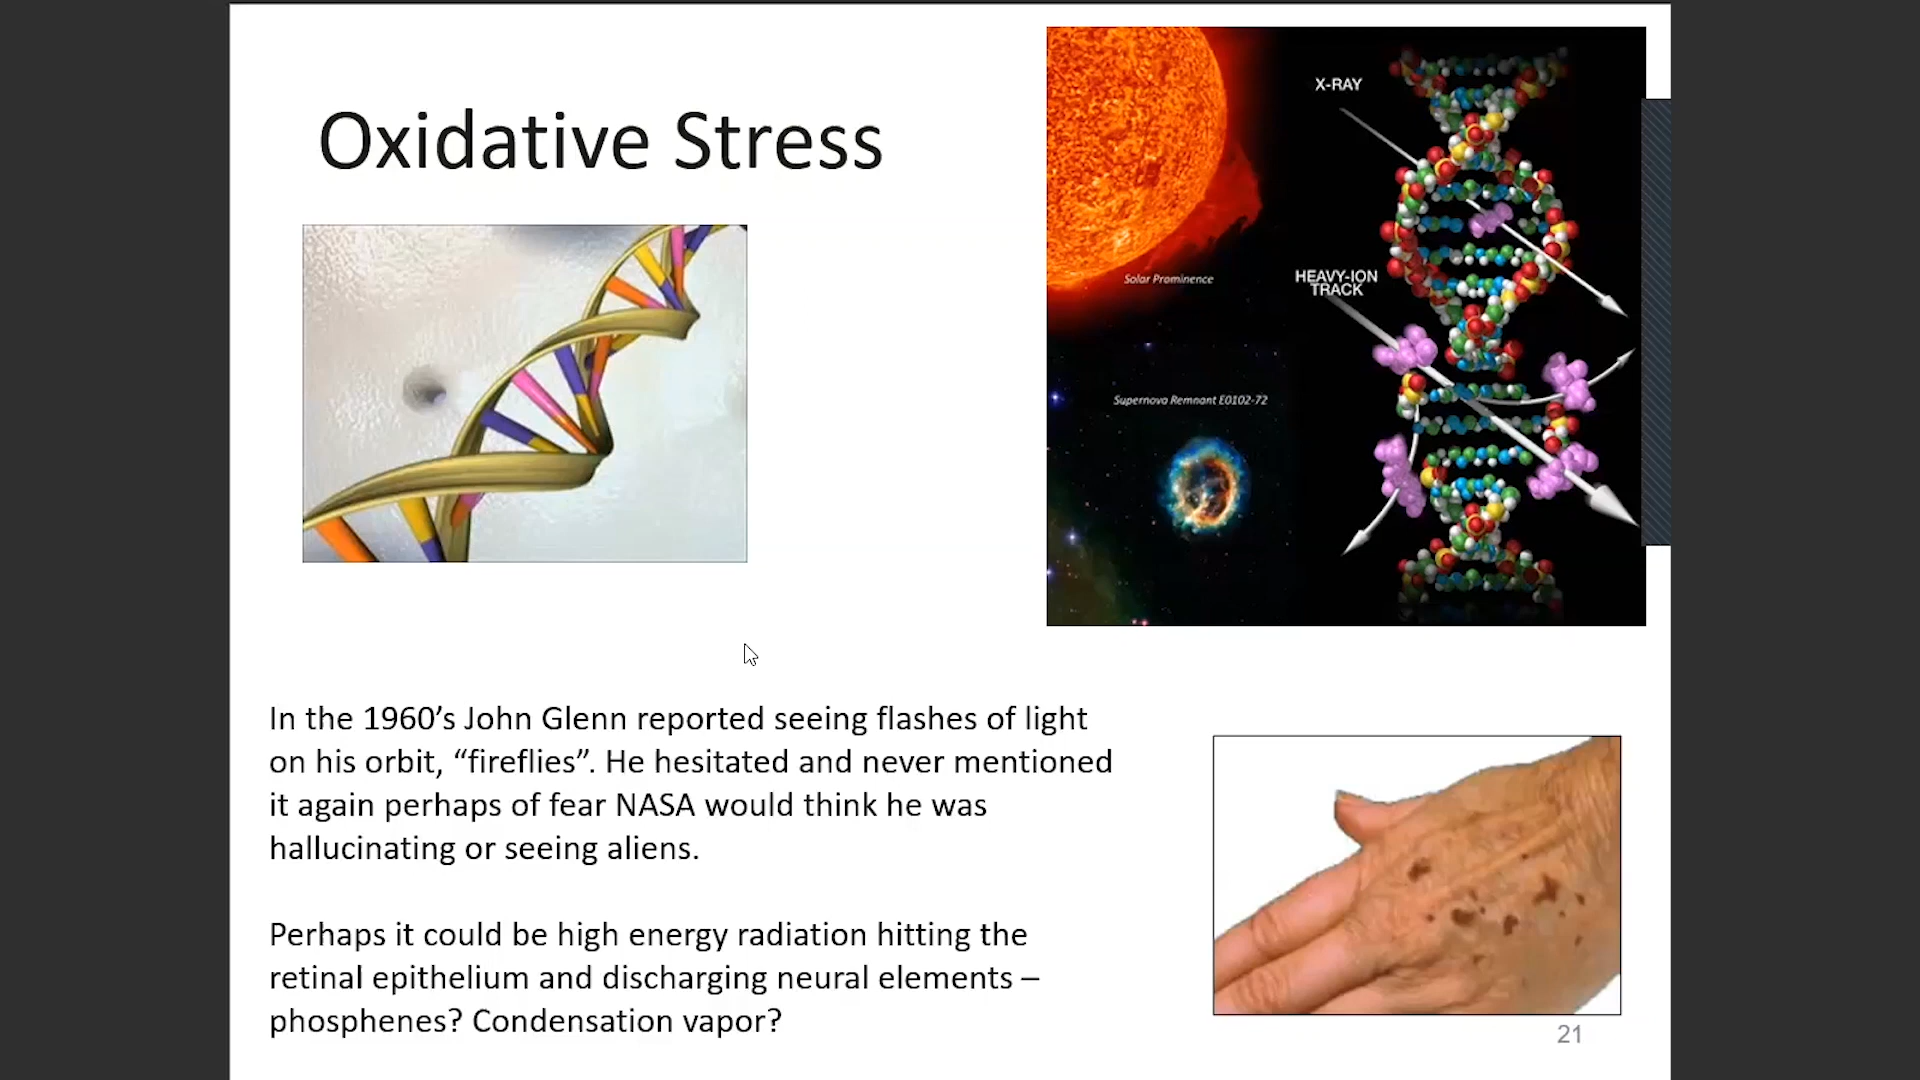 Oxidative Stress
X-RAY
Solar Prominence
HEAVY-ION
TRACK
Supernova Remnant E0102-72
In the 1960’s John Glenn reported seeing flashes of light
on his orbit, “fireflies”. He hesitated and never mentioned
it again perhaps of fear NASA would think he was
hallucinating or seeing aliens.
Perhaps it could be high energy radiation hitting the
retinal epithelium and discharging neural elements –
phosphenes? Condensation vapor?
21